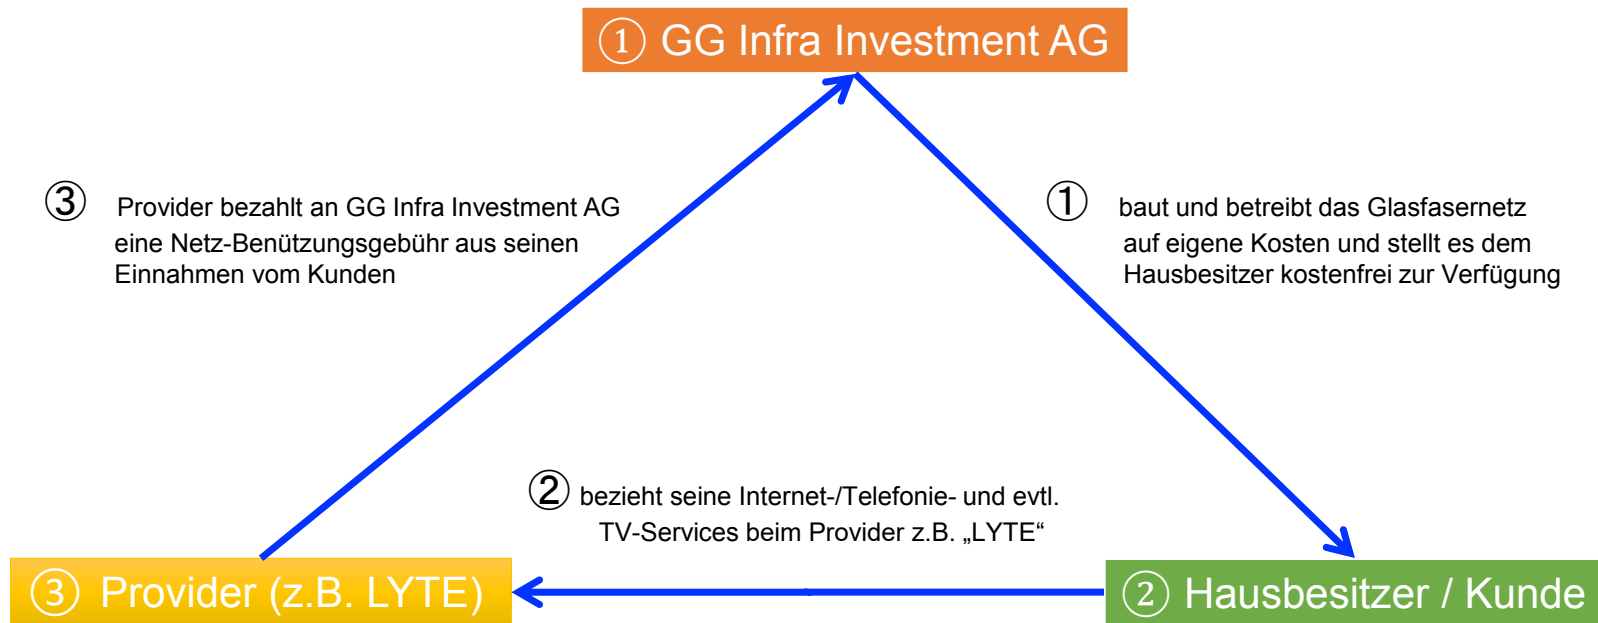 ① GG Infra Investment AG
③ Provider bezahlt an GG Infra Investment AG
eine Netz-Benützungsgebühr aus seinen
Einnahmen vom Kunden
① baut und betreibt das Glasfasernetz
auf eigene Kosten und stellt es dem
Hausbesitzer kostenfrei zur Verfügung
② bezieht seine Internet-/Telefonie- und evtl.
TV-Services beim Provider z.B. „LYTE“
③ Provider (z.B. LYTE)
② Hausbesitzer / Kunde